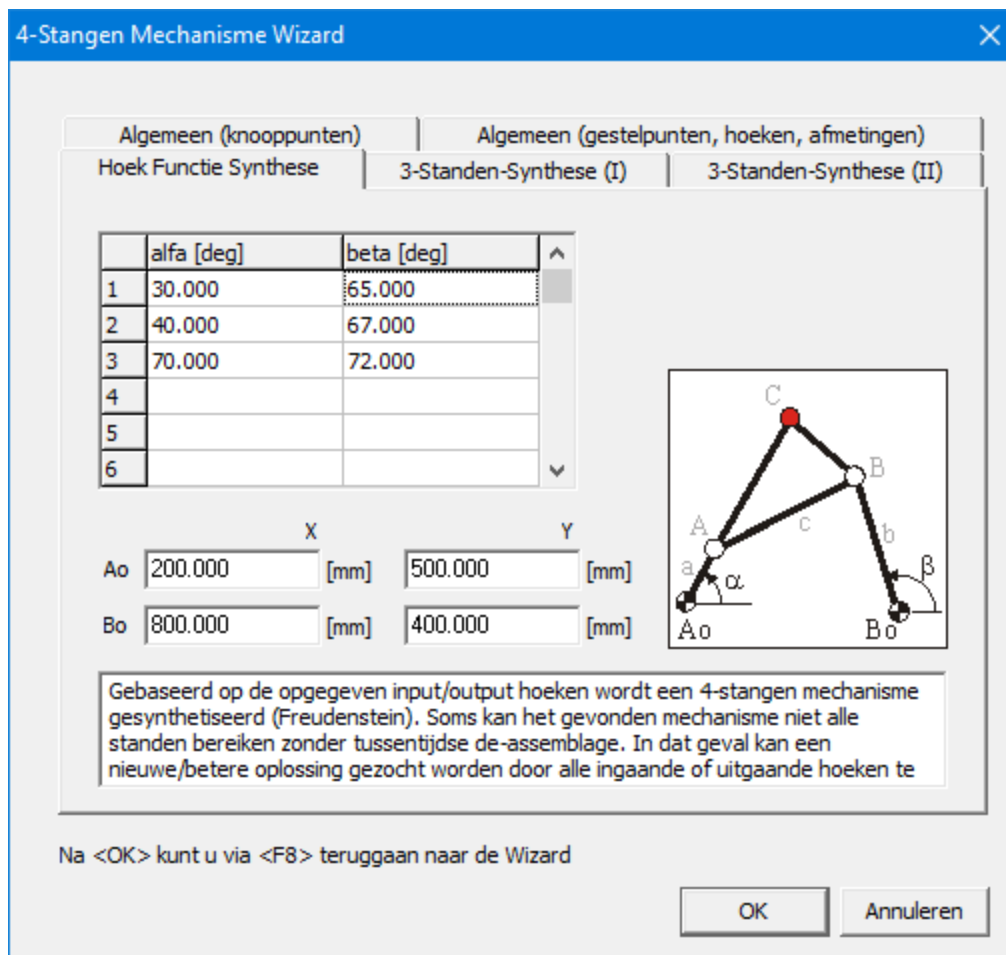 4-Stangen Mechanisme Wizard
Algemeen (knooppunten) Algemeen (gestelpunten, hoeken, afmetingen)
Hoek Functie Synthese 3-Standen-Synthese (I) 3-Standen-Synthese (II)
alfa [deg] beta [deg]
1 30.000 65.000
2 40.000 67.000
3 70.000 72.000
4
5
6
C
B
A
c
b
a
α
β
Ao Bo
X Y
Ao 200.000 [mm] 500.000 [mm]
Bo 800.000 [mm] 400.000 [mm]
Gebaseerd op de opgegeven input/output hoeken wordt een 4-stangen mechanisme
gesynthetiseerd (Freudenstein). Soms kan het gevonden mechanisme niet alle
standen bereiken zonder tussentijdse de-assemblage. In dat geval kan een
nieuwe/betere oplossing gezocht worden door alle ingaande of uitgaande hoeken te
Na <OK> kunt u via <F8> teruggaan naar de Wizard
OK Annuleren